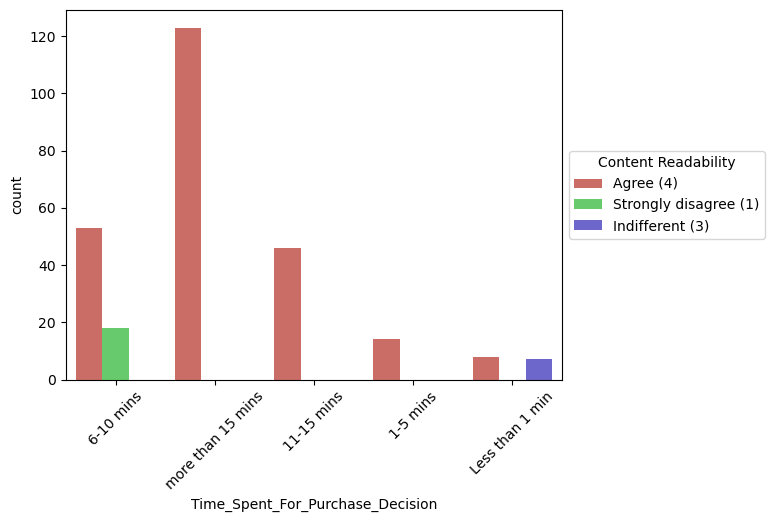 120
100
80
60
40
20
0
count
6-10 mins
more than 15 mins
11-15 mins
1-5 mins
Less than 1 min
Time_Spent_For_Purchase_Decision
Content Readability
Agree (4)
Strongly disagree (1)
Indifferent (3)